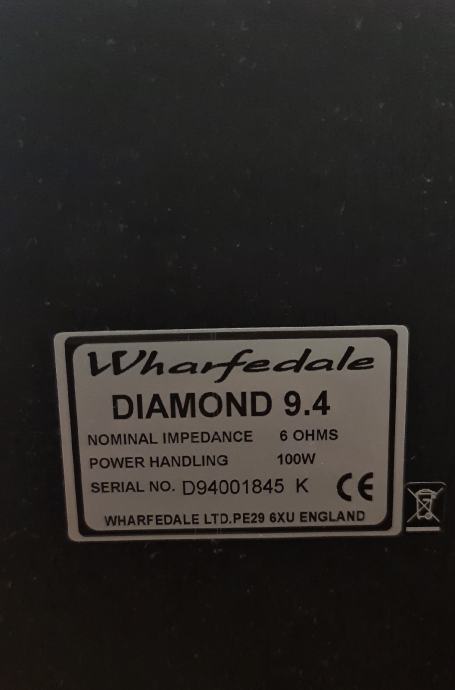 Wharfedale
DIAMOND 9.4
NOMINAL IMPEDANCE 6 OHMS
POWER HANDLING 100W
SERIAL NO. D94001845 K CE
WHARFEDALE LTD.PE29 6XU ENGLAND